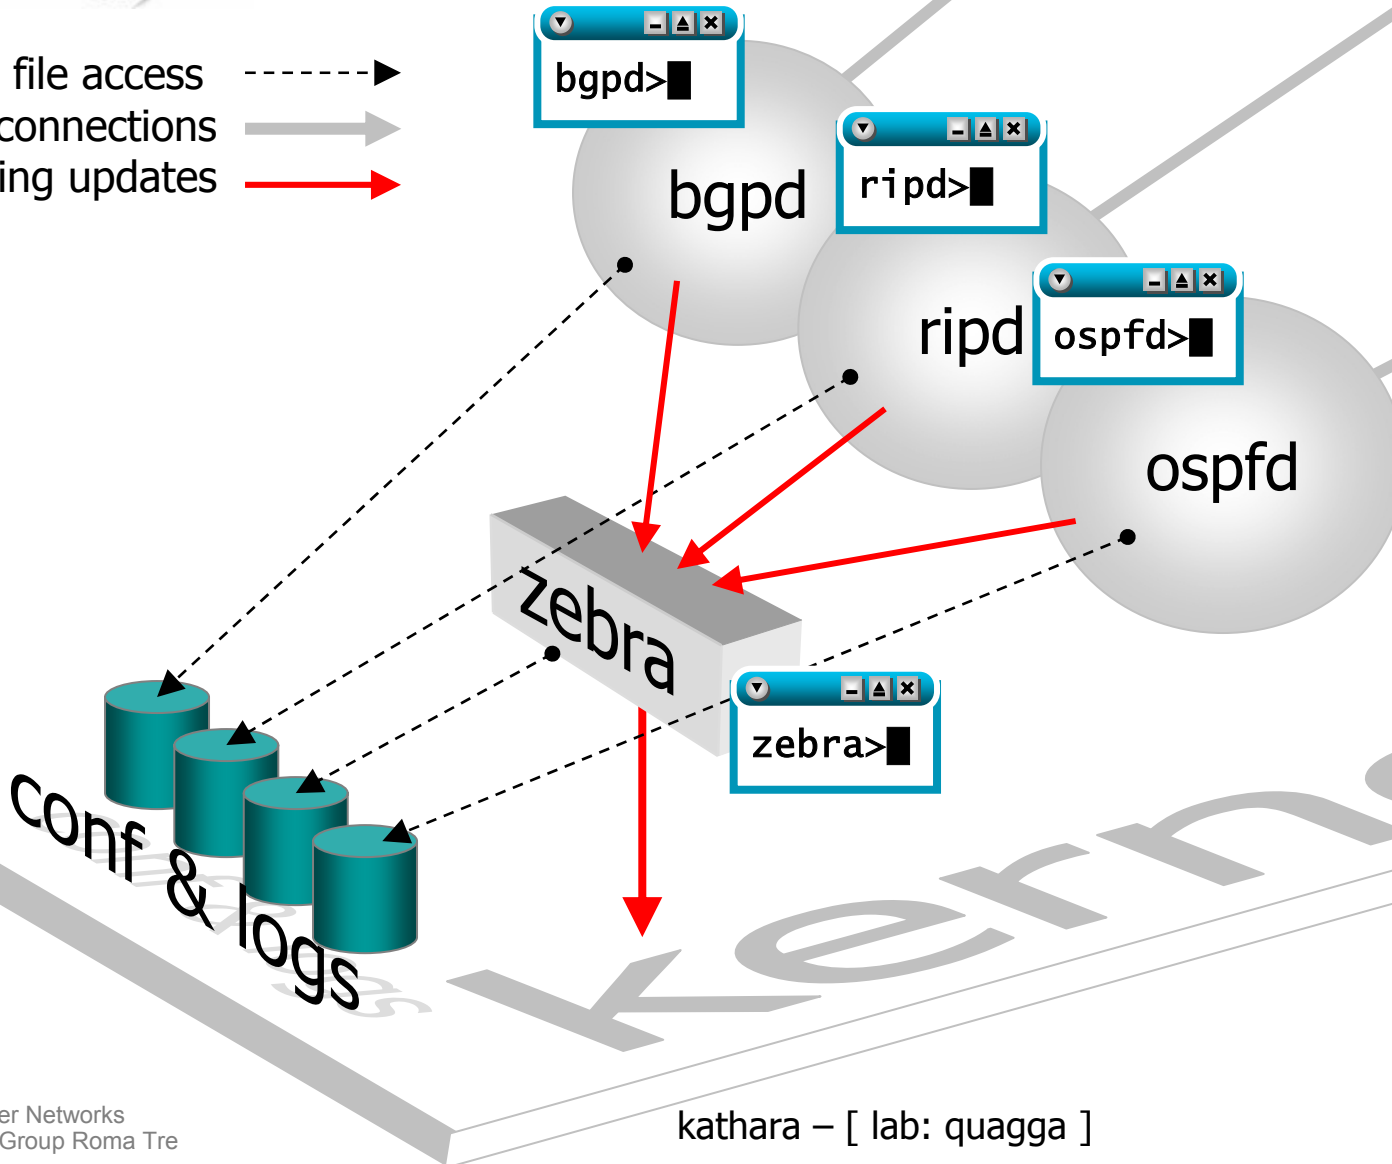 file access
connections
ing updates
bgpd>
bgpd
ripd>
ripd
ospfd>
ospfd
zebra
zebra>
conf & logs
kern
er Networks
Group Roma Tre
kathara – [ lab: quagga ]